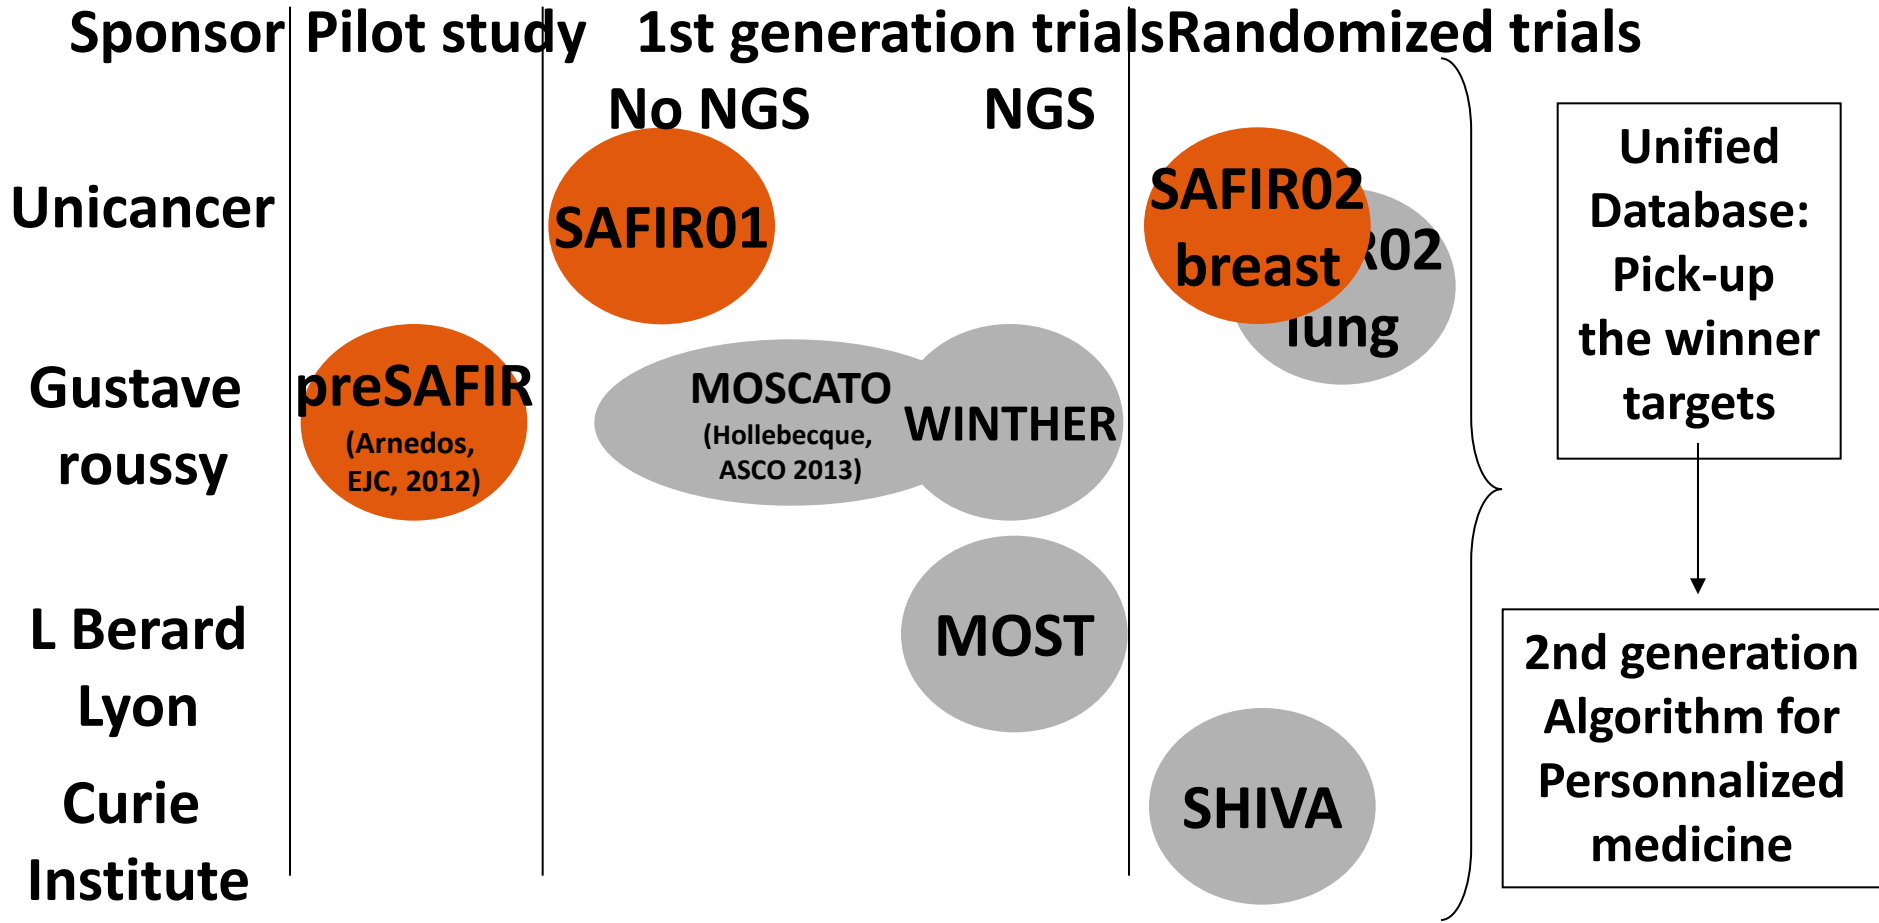 Sponsor Pilot study 1st generation trials Randomized trials
No NGS NGS
Unicancer
SAFIR01
SAFIR02
breast
R02
lung
Gustave
roussy
preSAFIR
(Arnedos,
EJC, 2012)
MOSCATO
(Hollebecque,
ASCO 2013)
WINTHER
L Berard
Lyon
MOST
Curie
Institute
SHIVA
Unified
Database:
Pick-up
the winner
targets
2nd generation
Algorithm for
Personnalized
medicine